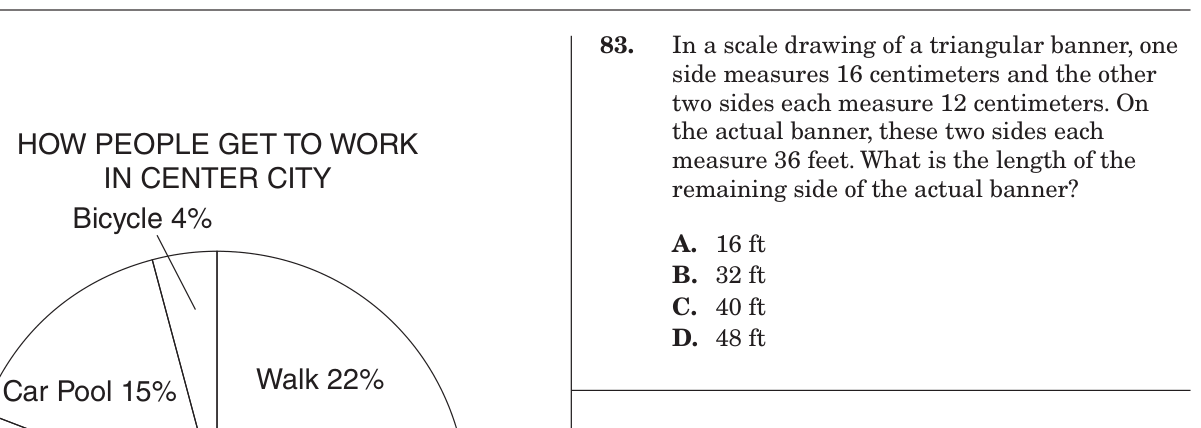 HOW PEOPLE GET TO WORK
IN CENTER CITY
Bicycle 4%
Car Pool 15%
Walk 22%
83. In a scale drawing of a triangular banner, one
side measures 16 centimeters and the other
two sides each measure 12 centimeters. On
the actual banner, these two sides each
measure 36 feet. What is the length of the
remaining side of the actual banner?
A. 16 ft
B. 32 ft
C. 40 ft
D. 48 ft